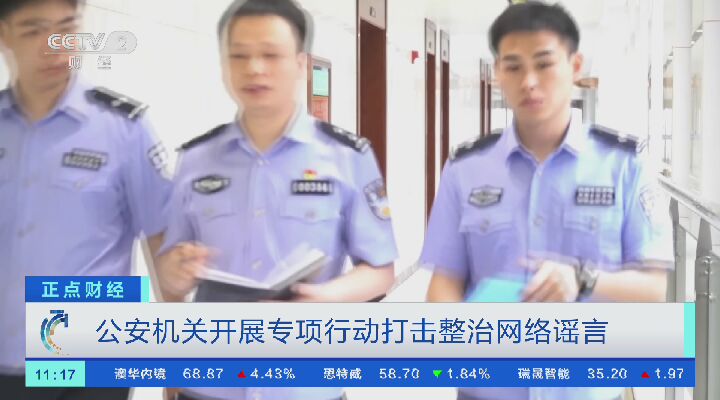 CCTV 2
财经
正点财经
公安机关开展专项行动打击整治网络谣言
11:17 澳华内镜 68.87 ▲ 4.43% 思特威 58.70 ▼ 1.84% 瑞晟智能 35.20 ▲ 1.97